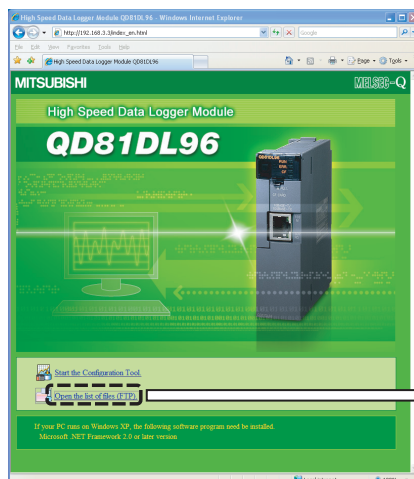 High Speed Data Logger Module QD81DL96 - Windows Internet Explorer
http://192.168.3.3/index_en.html
Google
File Edit View Favorites Tools Help
High Speed Data Logger Module QD81DL96
Page Tools
MITSUBISHI
MELSEC-Q
High Speed Data Logger Module
QD81DL96
QD81DL96
RUN
ERR.
Start the Configuration Tool.
Open the list of files (FTP).
If your PC runs on Windows XP, the following software program need be installed.
Microsoft .NET Framework 2.0 or later version